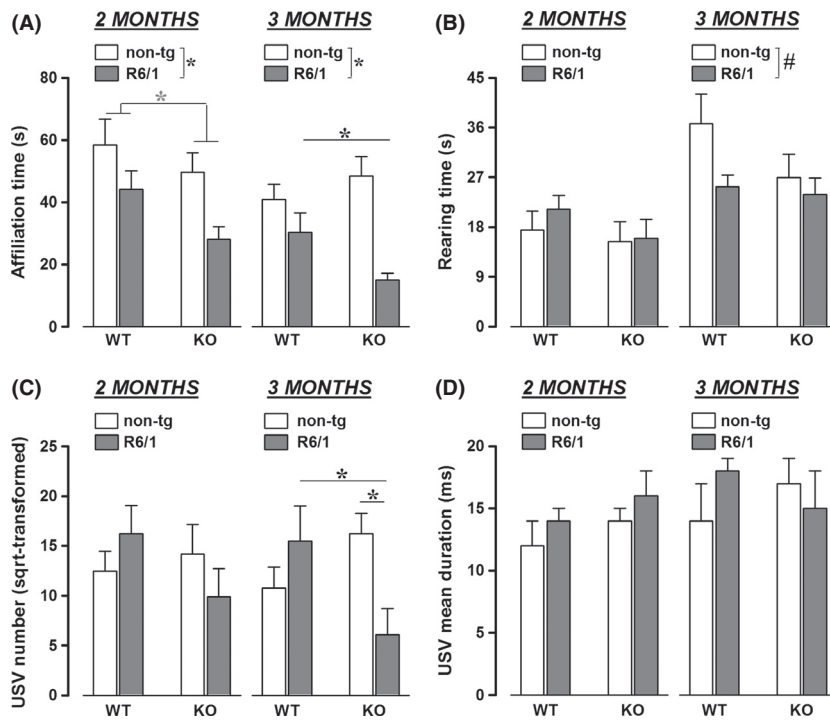 (A)
2 MONTHS 3 MONTHS
non-tg * non-tg *
R6/1 R6/1
80
60
40
20
0
Affiliation time (s)
* *
WT KO WT KO
(B)
2 MONTHS 3 MONTHS
non-tg non-tg #
R6/1 R6/1
45
36
27
18
9
0
Rearing time (s)
WT KO WT KO
(C)
2 MONTHS 3 MONTHS
non-tg non-tg
R6/1 R6/1
25
20
15
10
5
0
USV number (sqrt-transformed)
*
*
WT KO WT KO
(D)
2 MONTHS 3 MONTHS
non-tg non-tg
R6/1 R6/1
20
15
10
5
0
USV mean duration (ms)
WT KO WT KO